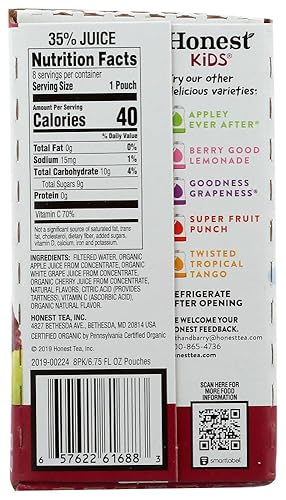 35% JUICE
Nutrition Facts
8 servings per container
Serving Size 1 Pouch
Amount Per Serving
Calories 40
% Daily Value
Total Fat 0g 0%
Sodium 15mg 1%
Total Carbohydrate 10g 4%
Total Sugars 9g
Protein 0g
Vitamin C 70%
Not a significant source of saturated fat, trans
fat, cholesterol, dietary fiber, added sugars,
vitamin D, calcium, iron and potassium.
INGREDIENTS: FILTERED WATER, ORGANIC
APPLE JUICE FROM CONCENTRATE, ORGANIC
WHITE GRAPE JUICE FROM CONCENTRATE,
ORGANIC CHERRY JUICE FROM CONCENTRATE,
NATURAL FLAVORS, CITRIC ACID (PROVIDES
TARTNESS), VITAMIN C (ASCORBIC ACID),
ORGANIC NATURAL FLAVOR.
HONEST TEA, INC.
4827 BETHESDA AVE., BETHESDA, MD 20814 USA
CERTIFIED ORGANIC by Pennsylvania Certified Organic
© 2019 HONEST TEA, INC.
2019-00224 8PK/6.75 FL OZ Pouches
6 57622 61688 3
Honest
KiDS®
ry our other
elicious varieties:
APPLEY
EVER AFTER®
BERRY GOOD
LEMONADE
GOODNESS
GRAPENESS®
SUPER FRUIT
PUNCH
TWISTED
TROPICAL
TANGO
EFRIGERATE
FTER OPENING
E WELCOME YOUR
ONEST FEEDBACK.
thandbarry@honesttea.com
00-865-4736
SCAN HERE
FOR MORE
FOOD
INFORMATION
smartlabel